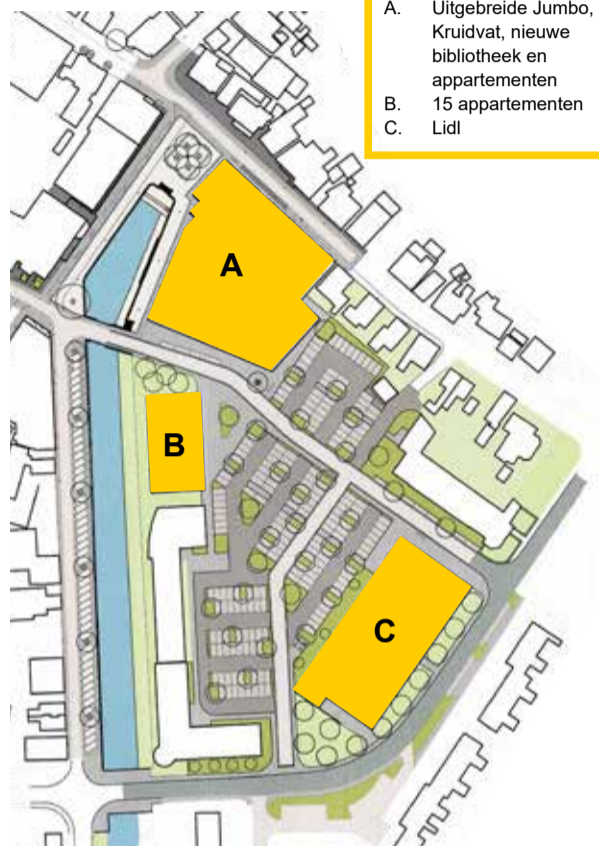 A. Uitgebreide Jumbo,
Kruidvat, nieuwe
bibliotheek en
appartementen
B. 15 appartementen
C. Lidl
A
B
C